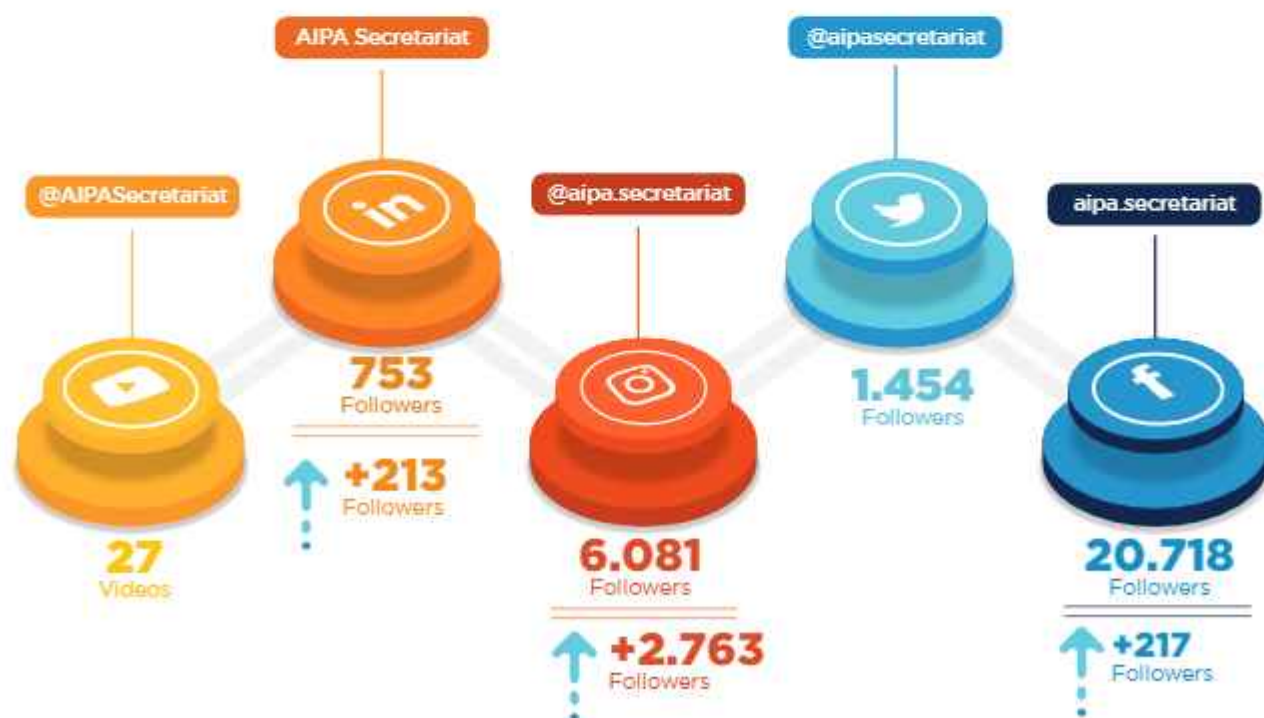 AIPA Secretariat
@aipasecretariat
@AIPASecretariat
@aipa.secretariat
aipa.secretariat
in
f
753
Followers
+213
Followers
1.454
Followers
27
Videos
6.081
Followers
+2.763
Followers
20.718
Followers
+217
Followers